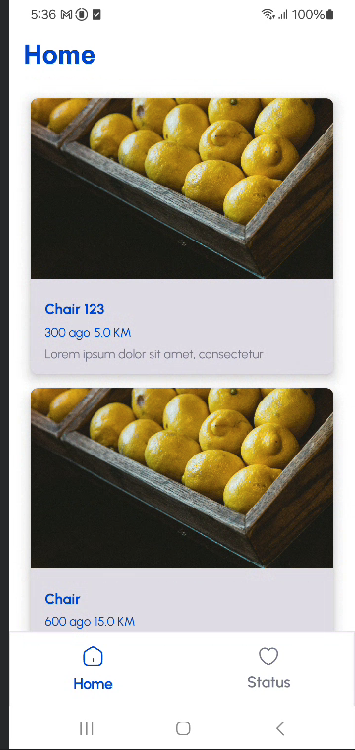 5:36 100%
Home
Chair 123
300 ago 5.0 KM
Lorem ipsum dolor sit amet, consectetur
Chair
600 ago 15.0 KM
Home Status